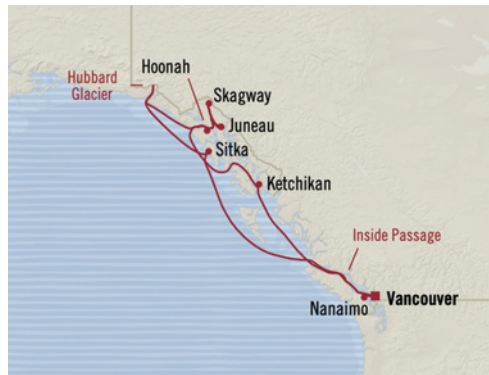 Hoonah
Hubbard
Glacier
Skagway
Juneau
Sitka
Ketchikan
Inside Passage
Nanaimo
Vancouver